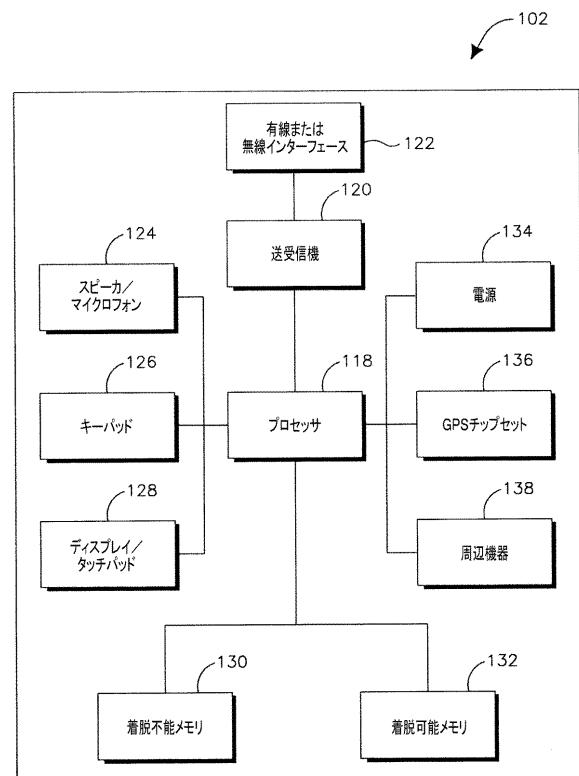 102
有線または
無線インターフェース
122
120
送受信機
124
スピーカ／
マイクロフォン
134
電源
126
キーパッド
118
プロセッサ
136
GPSチップセット
128
ディスプレイ／
タッチパッド
138
周辺機器
130
着脱不能メモリ
132
着脱可能メモリ